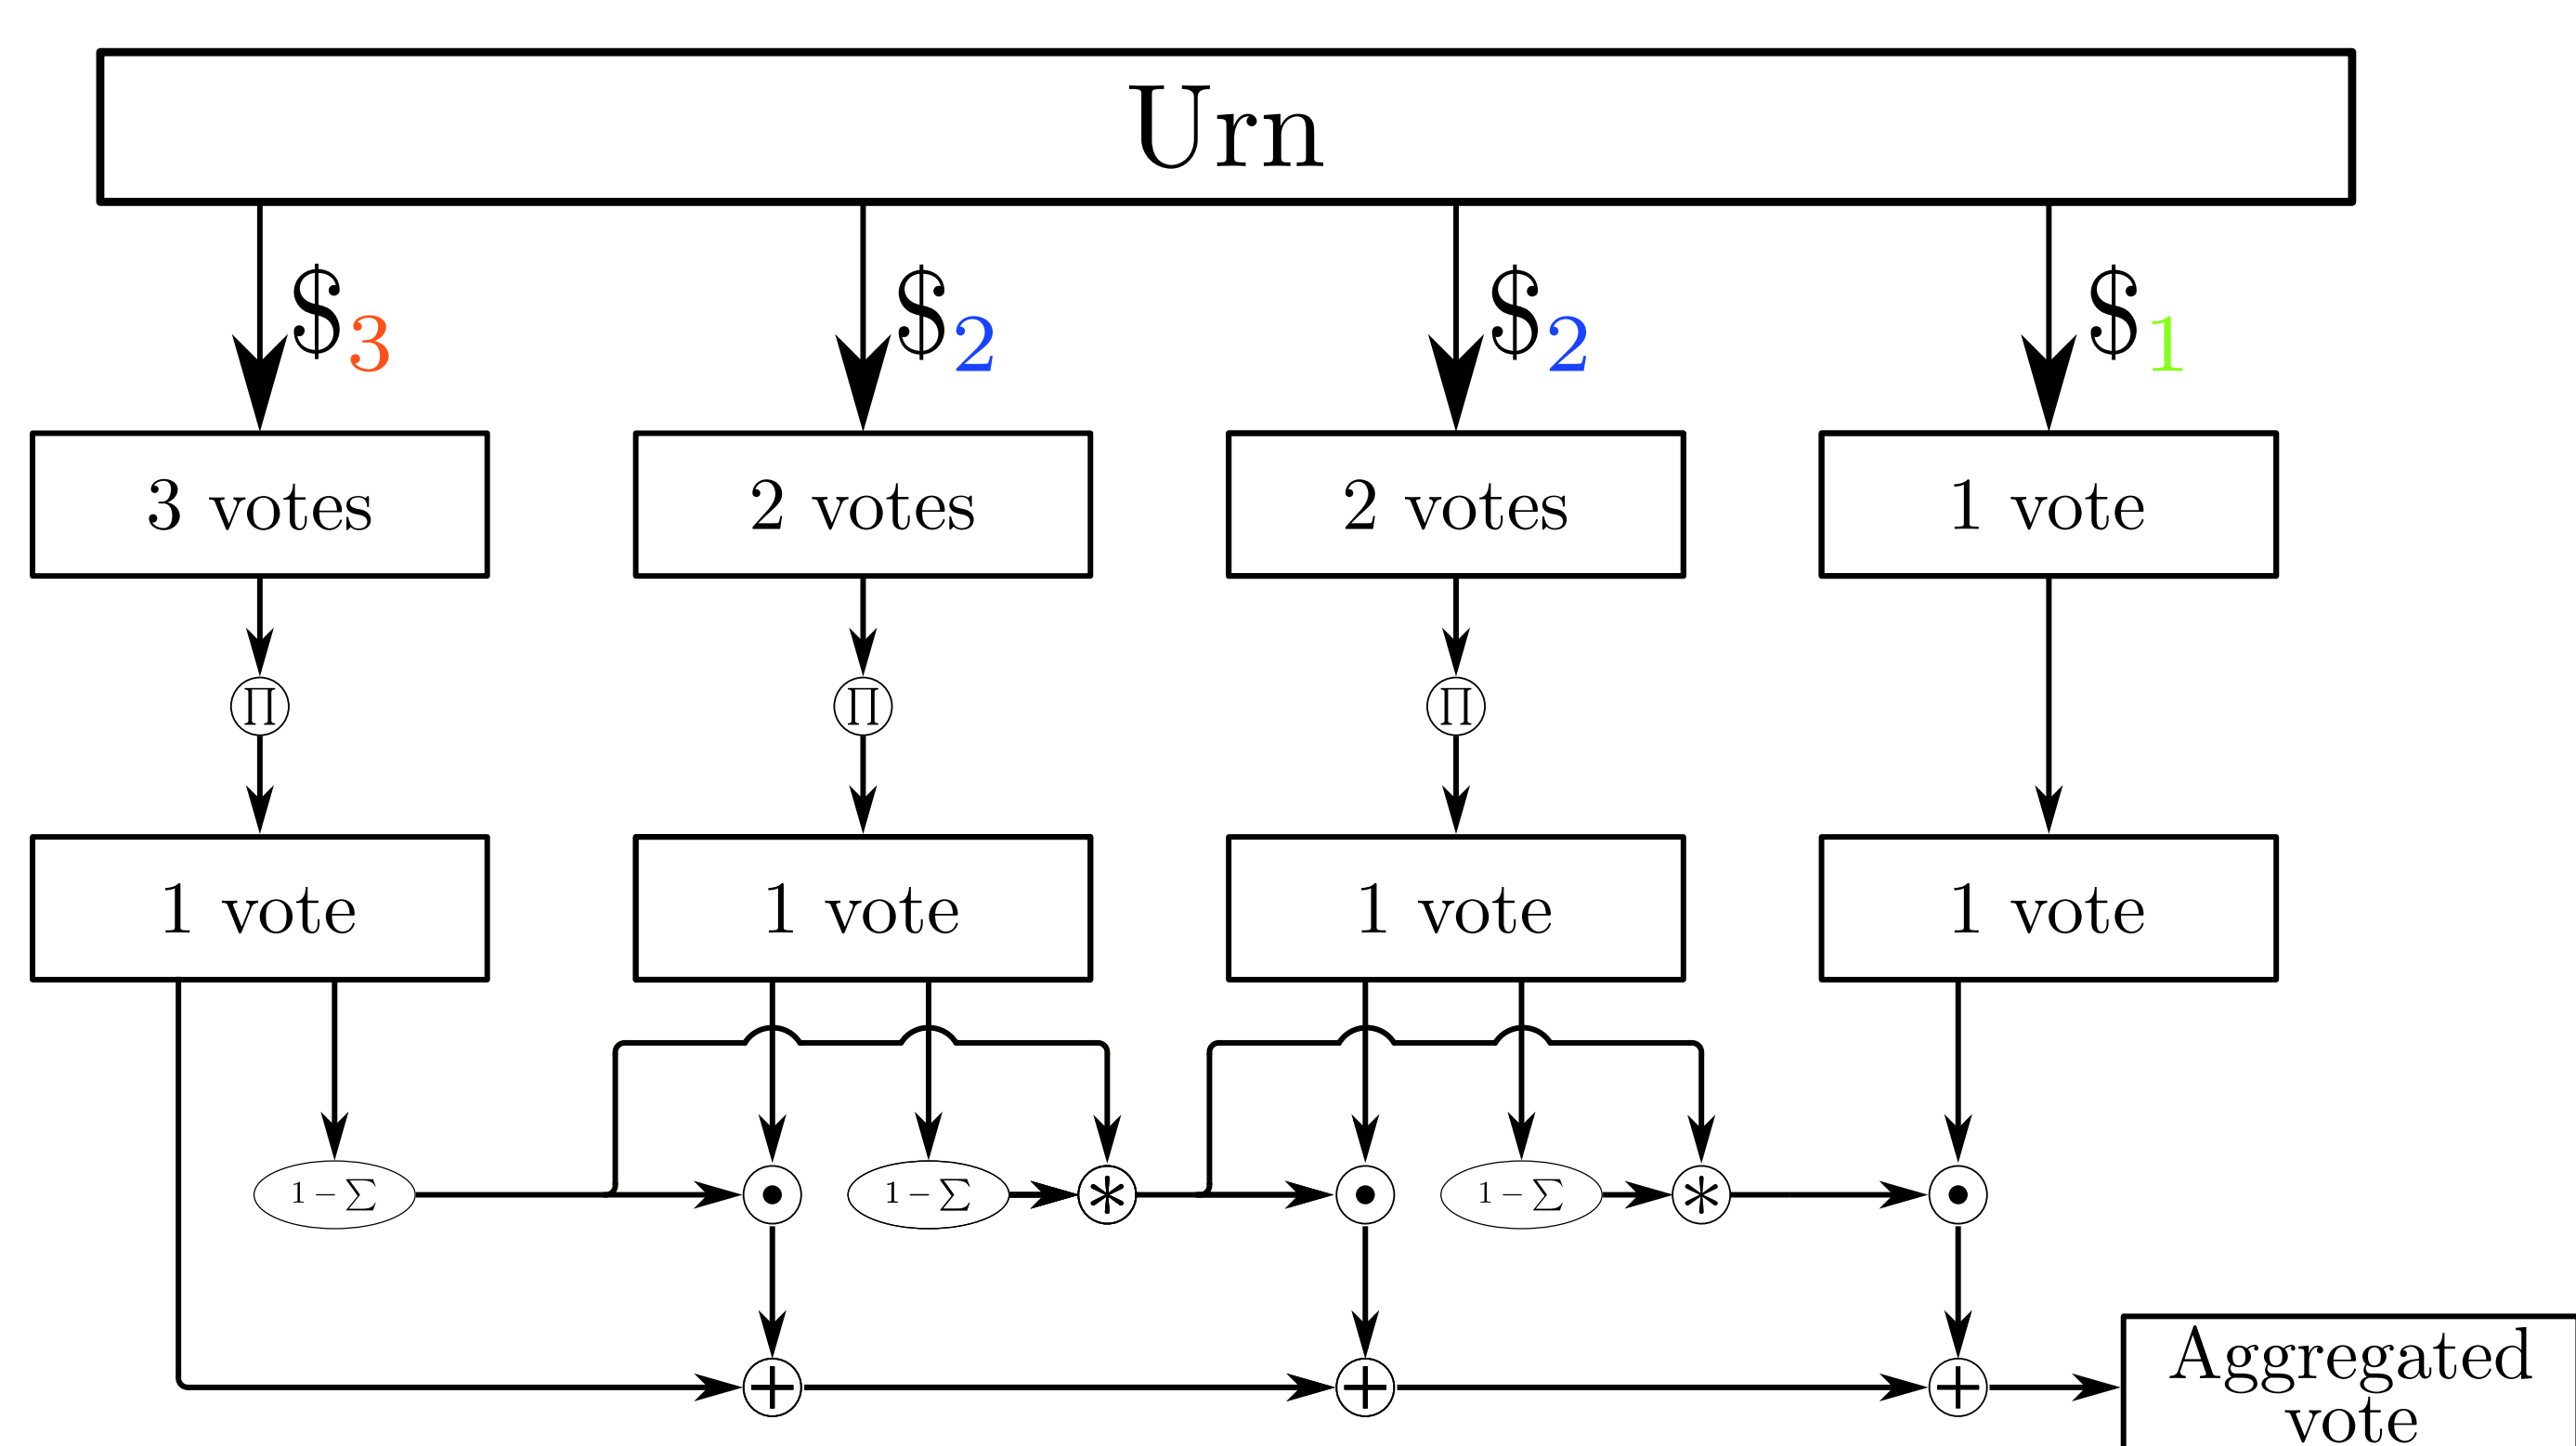 Urn
$3 $2 $2 $1
3 votes 2 votes 2 votes 1 vote
Π Π Π
1 vote 1 vote 1 vote 1 vote
1 − ∑ • 1 − ∑ * • 1 − ∑ * •
+ + +
Aggregated
vote